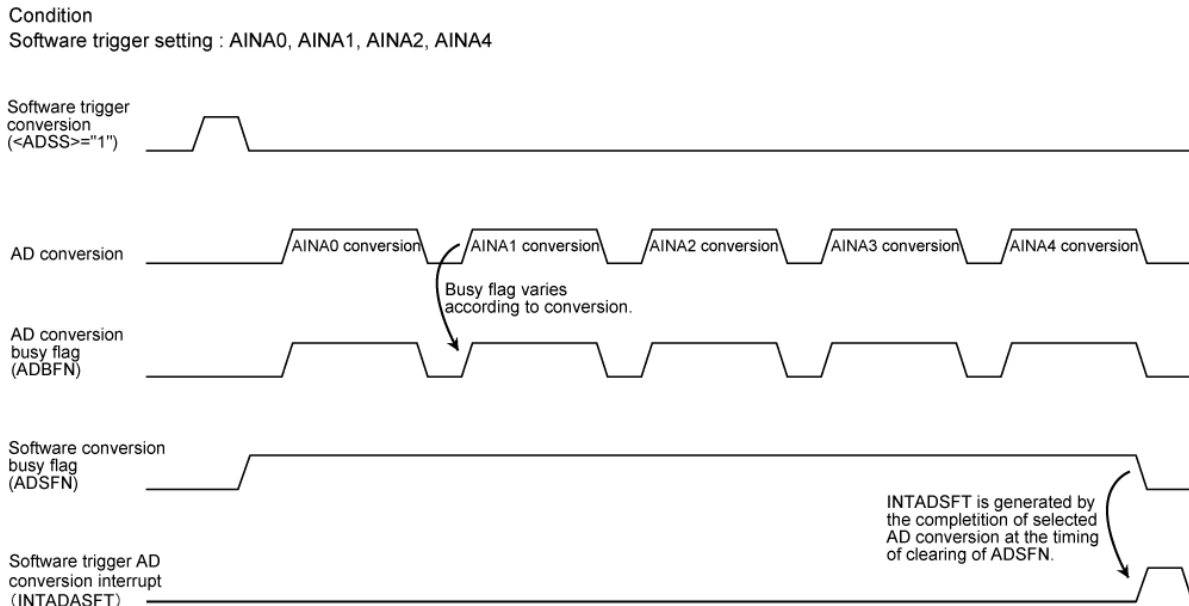 Condition
Software trigger setting : AINA0, AINA1, AINA2, AINA4
Software trigger
conversion
(<ADSS>="1")
AD conversion
AINA0 conversion
AINA1 conversion
AINA2 conversion
AINA3 conversion
AINA4 conversion
Busy flag varies
according to conversion.
AD conversion
busy flag
(ADBFN)
Software conversion
busy flag
(ADSFN)
INTADSFT is generated by
the completition of selected
AD conversion at the timing
of clearing of ADSFN.
Software trigger AD
conversion interrupt
(INTADASFT)